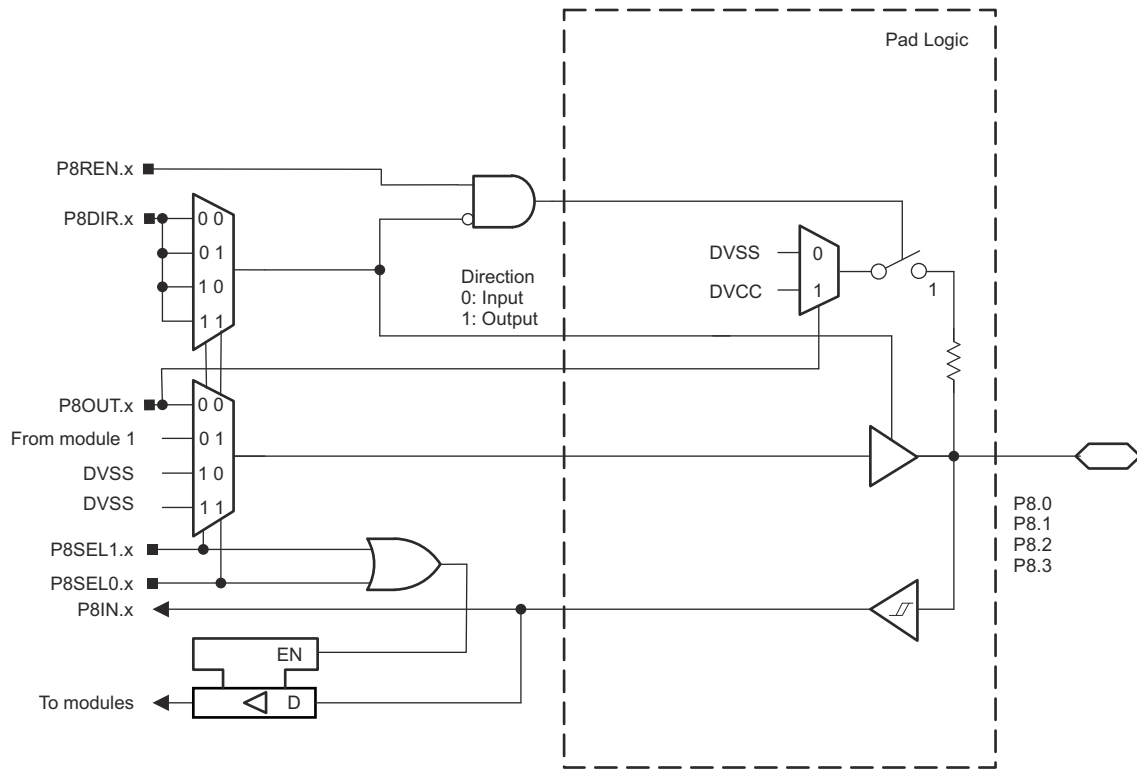 Pad Logic
P8REN.x
P8DIR.x
0 0
0 1
1 0
1 1
Direction
0: Input
1: Output
DVSS
0
DVCC
1
1
P8OUT.x
0 0
From module 1
0 1
DVSS
1 0
DVSS
1 1
P8.0
P8.1
P8.2
P8.3
P8SEL1.x
P8SEL0.x
P8IN.x
EN
To modules
D